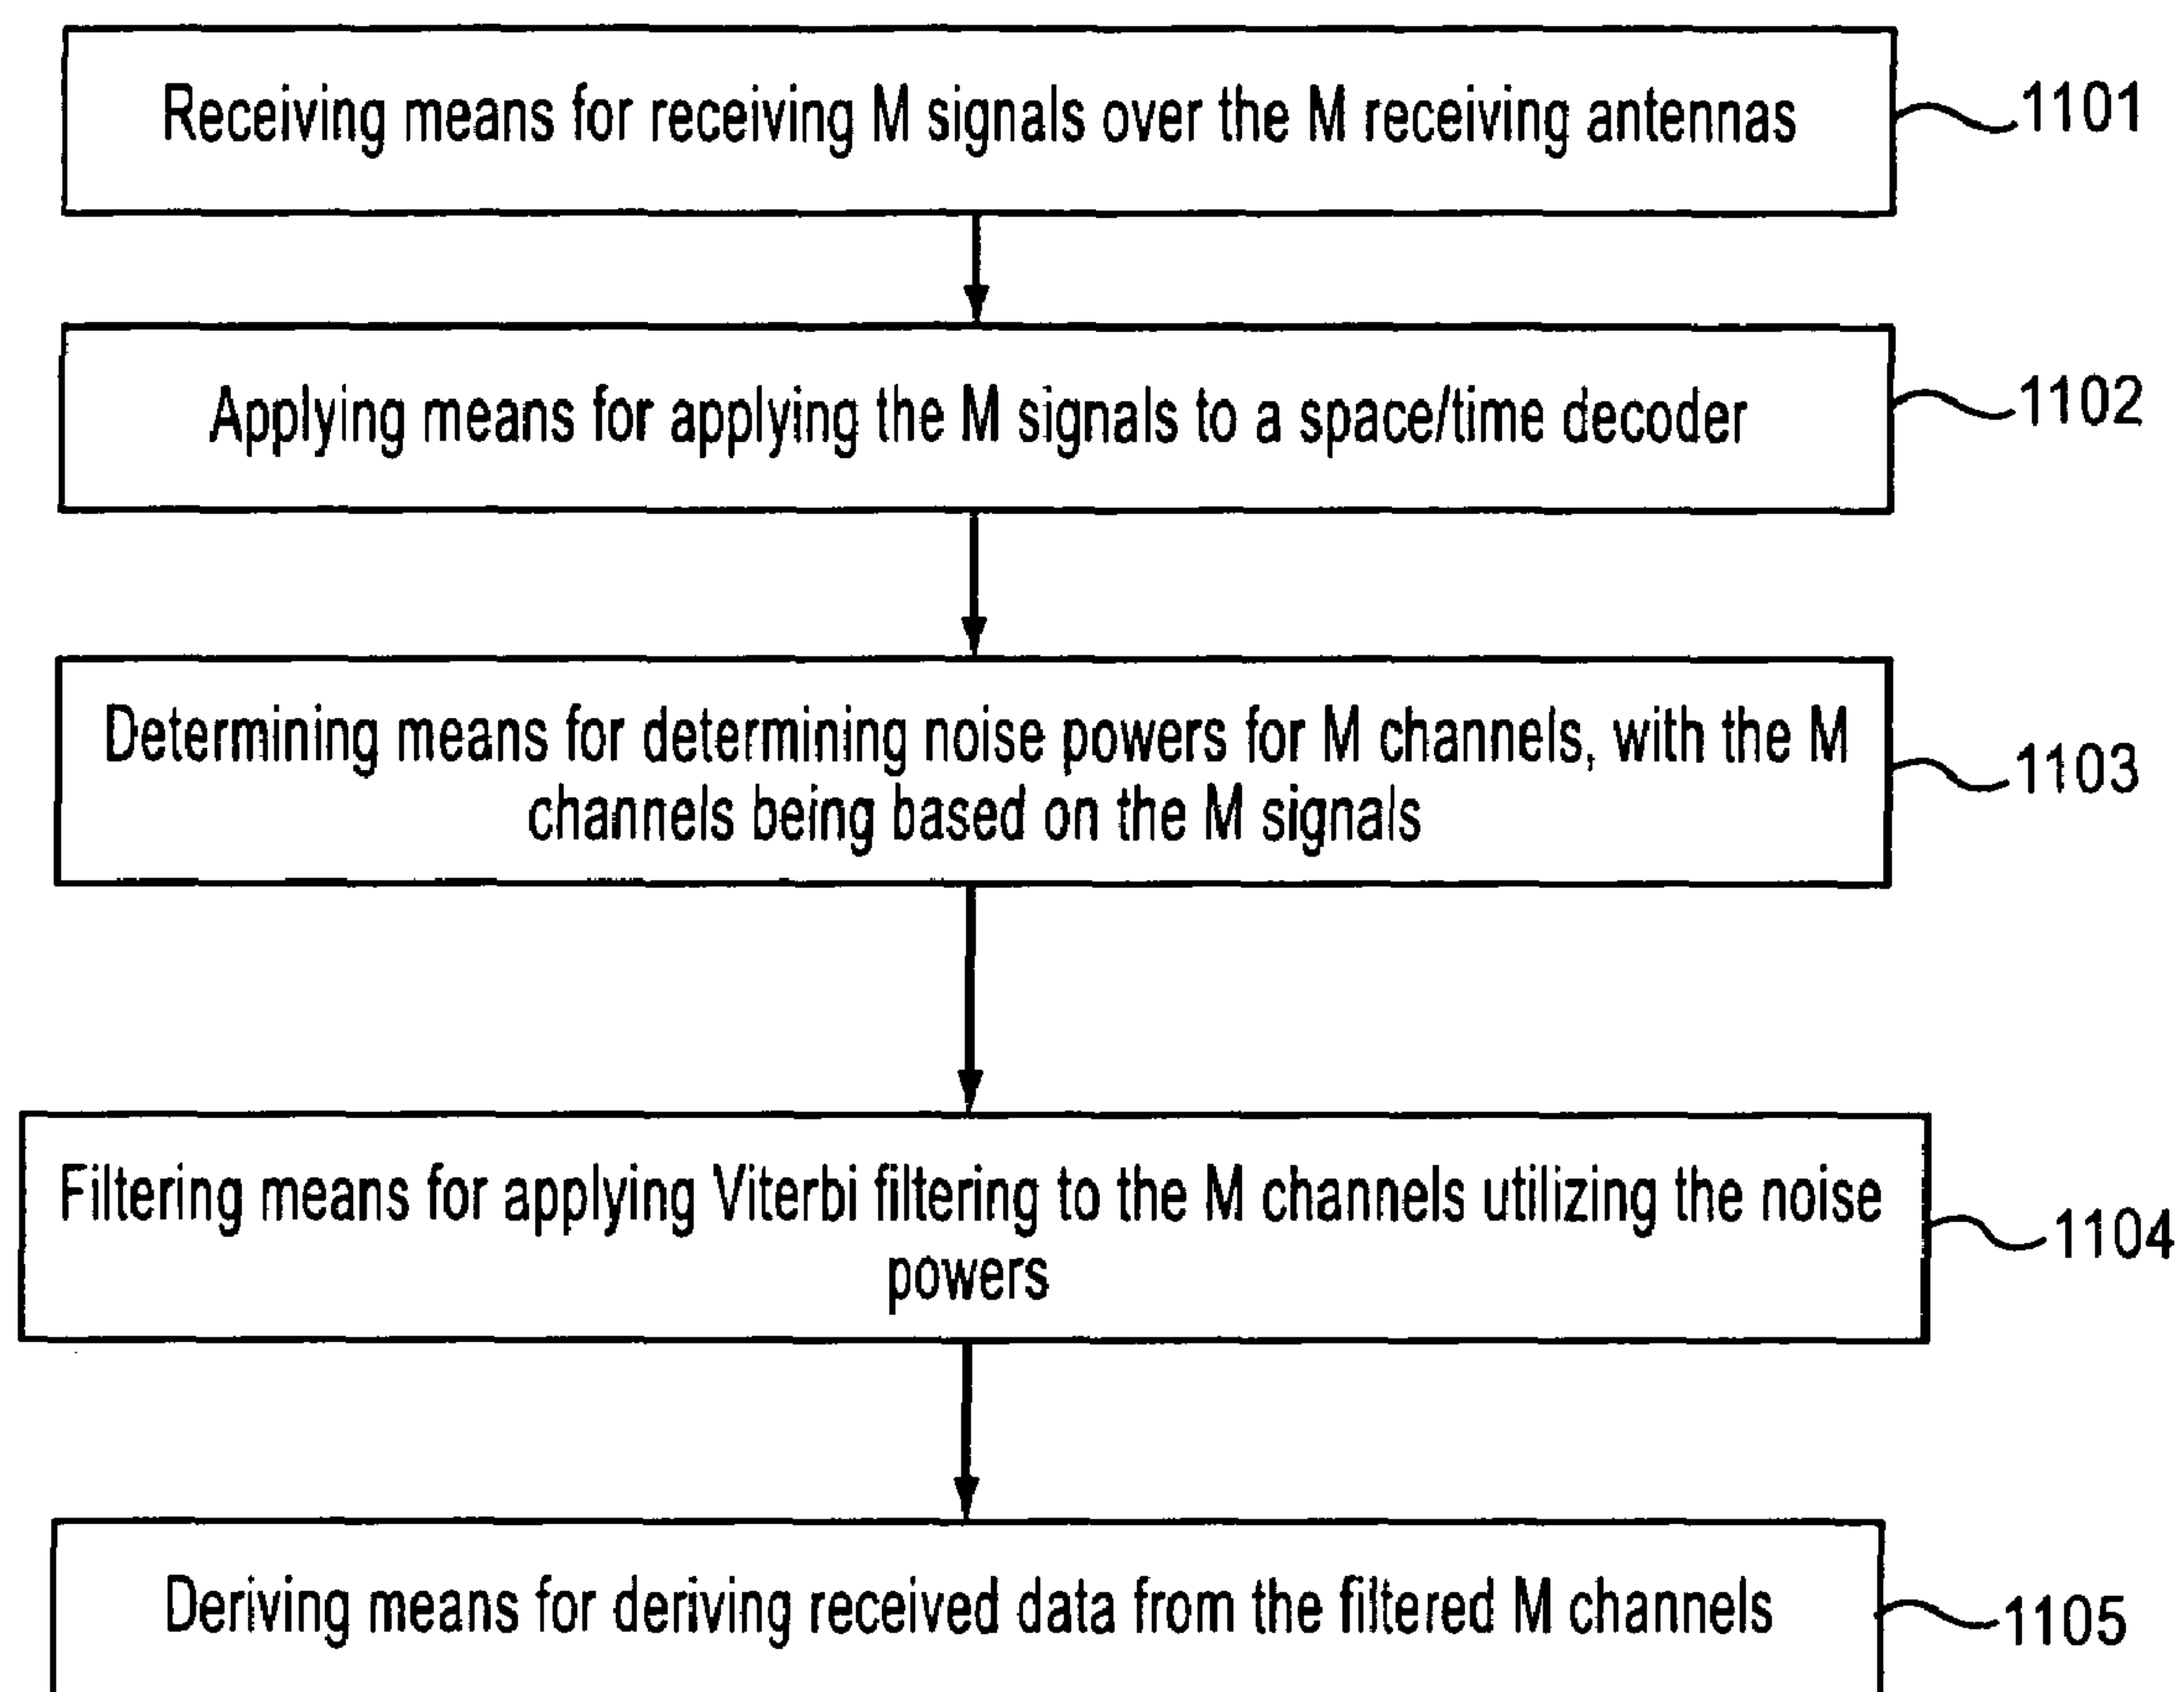 Receiving means for receiving M signals over the M receiving antennas
1101
Applying means for applying the M signals to a space/time decoder
1102
Determining means for determining noise powers for M channels, with the M
channels being based on the M signals
1103
Filtering means for applying Viterbi filtering to the M channels utilizing the noise
powers
1104
Deriving means for deriving received data from the filtered M channels
1105